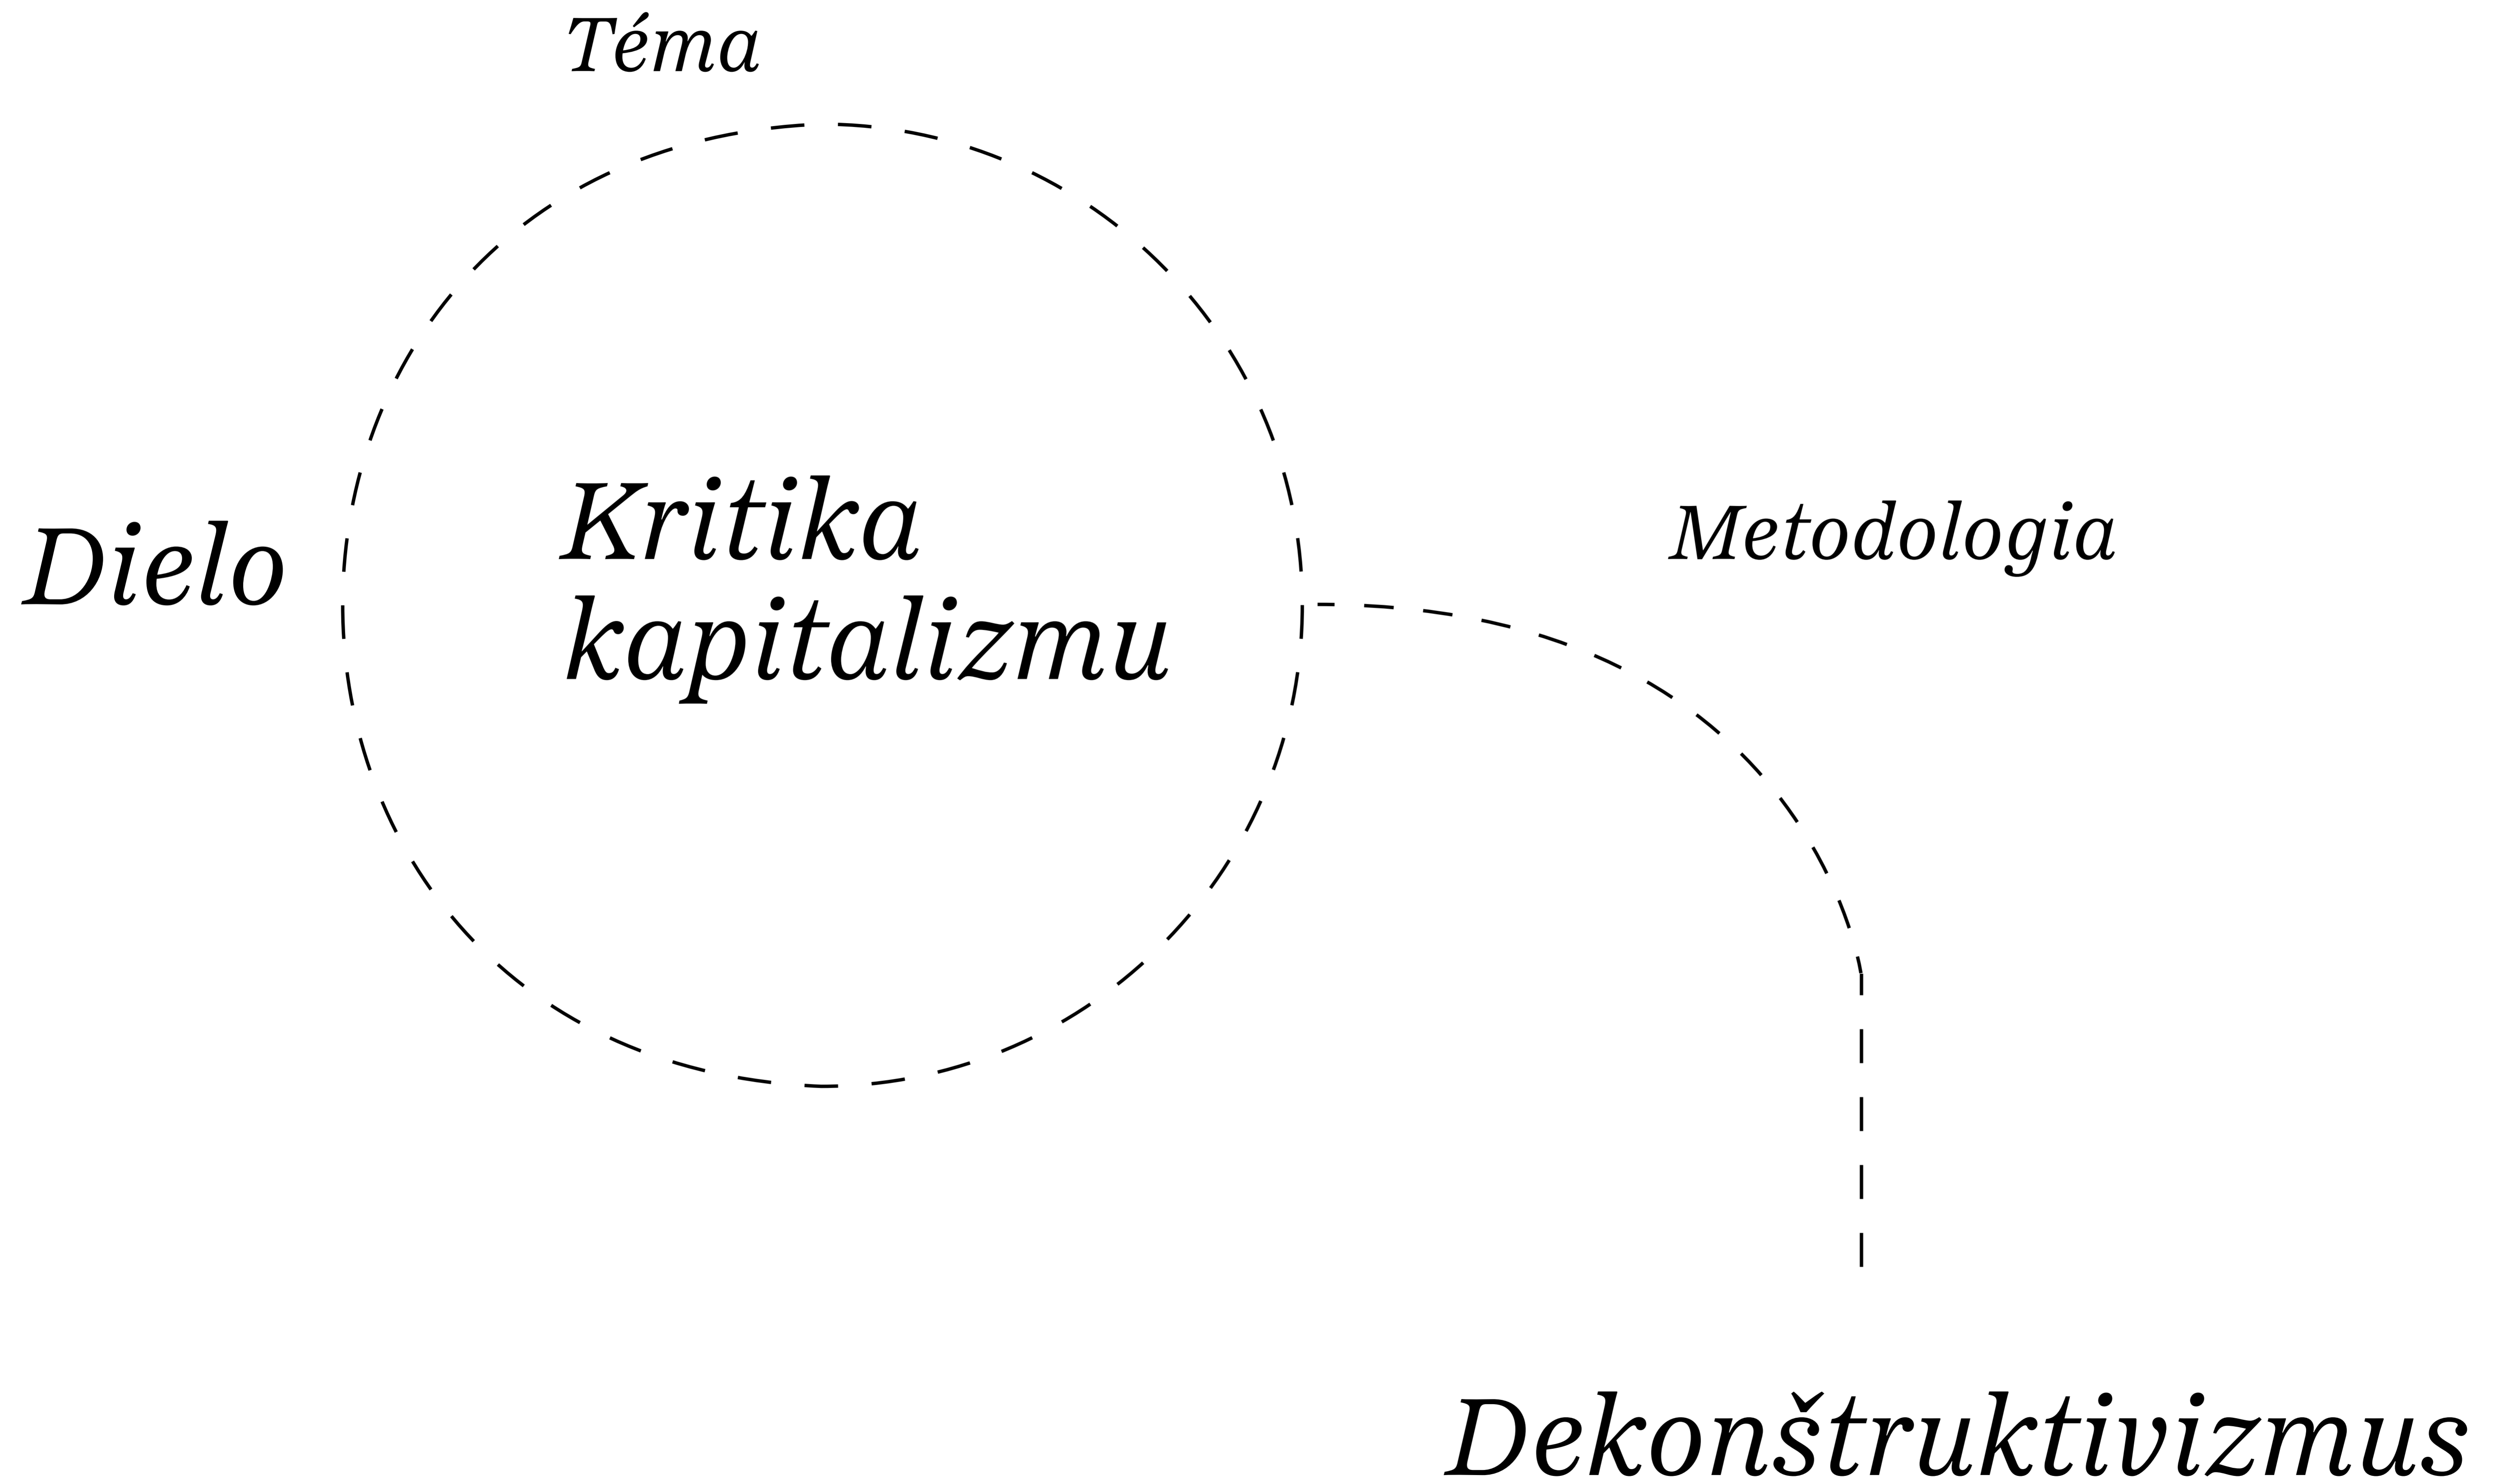 Téma
Dielo
Kritika
kapitalizmu
Metodologia
Dekonštruktivizmus